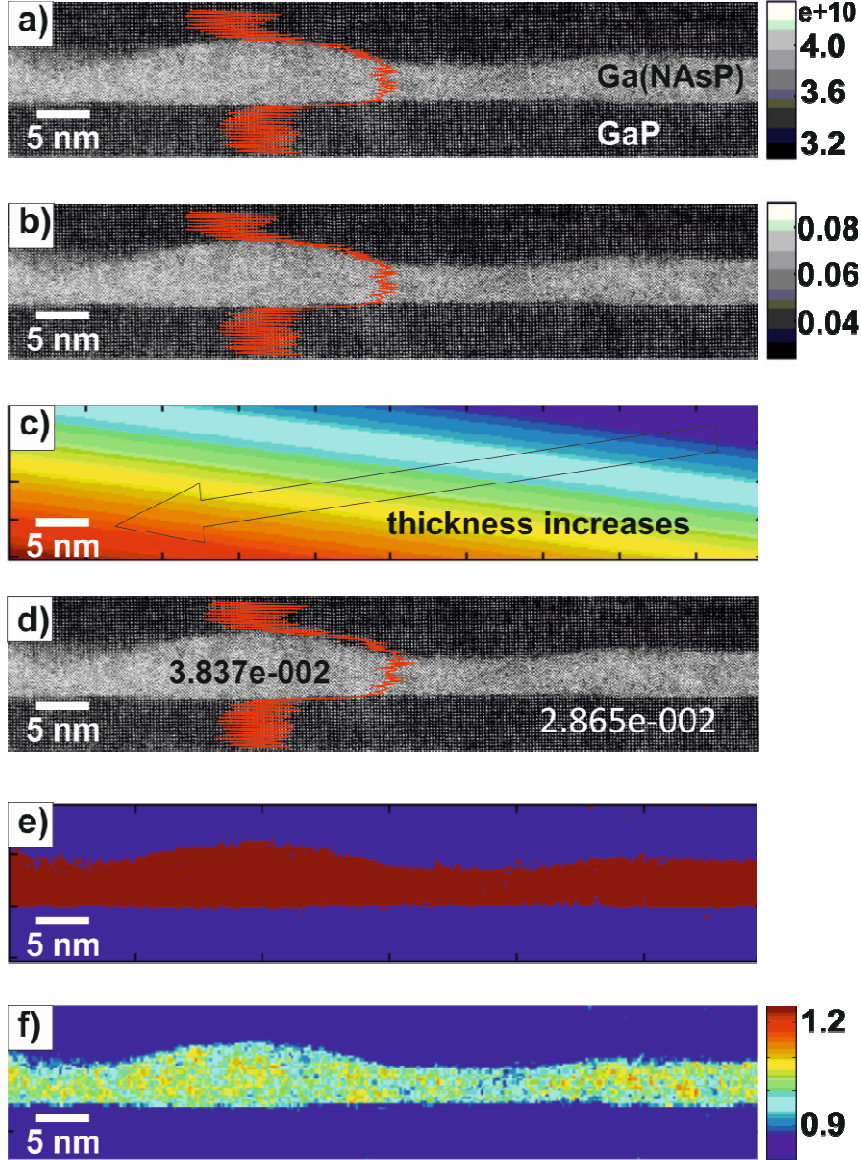 a)
e+10
4.0
Ga(NAsP)
3.6
5 nm
GaP
3.2
b)
0.08
0.06
5 nm
0.04
c)
5 nm
thickness increases
d)
3.837e-002
5 nm
2.865e-002
e)
5 nm
f)
1.2
5 nm
0.9